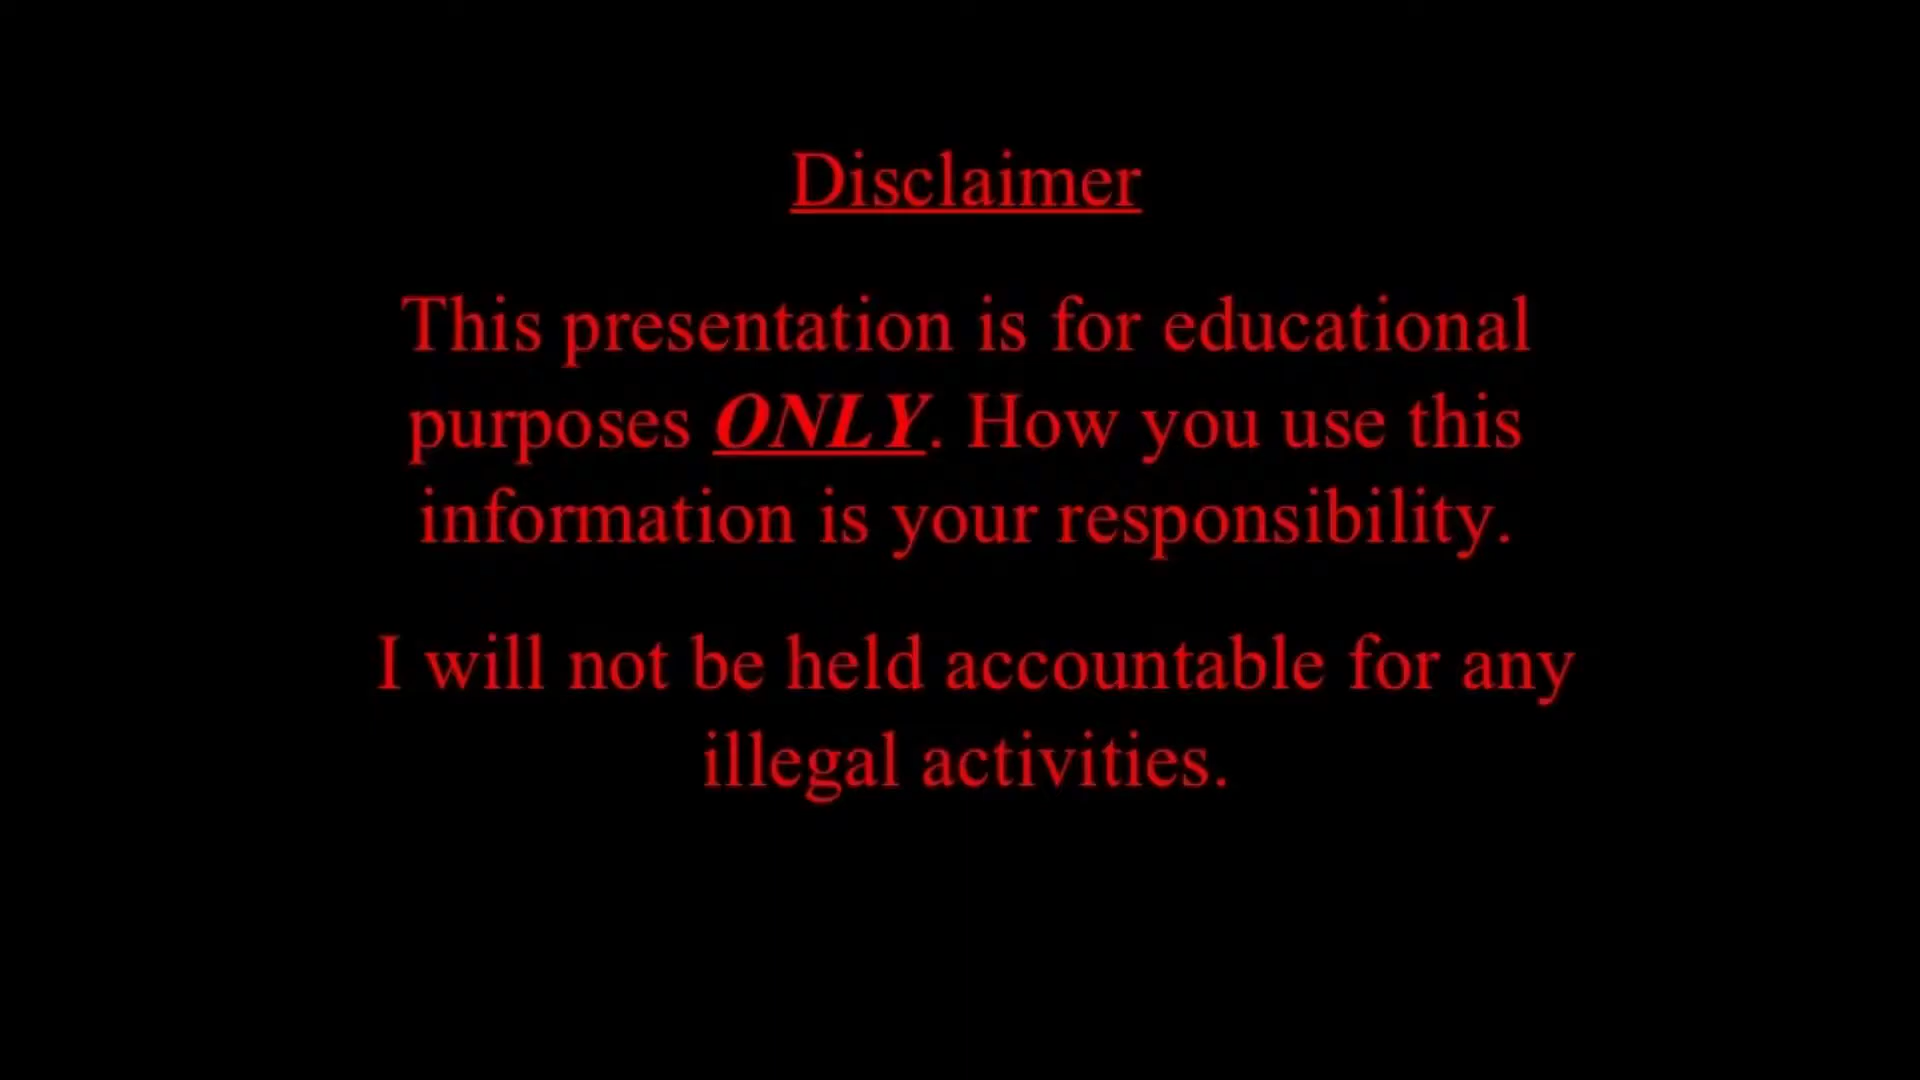 Disclaimer
This presentation is for educational
purposes ONLY. How you use this
information is your responsibility.
I will not be held accountable for any
illegal activities.